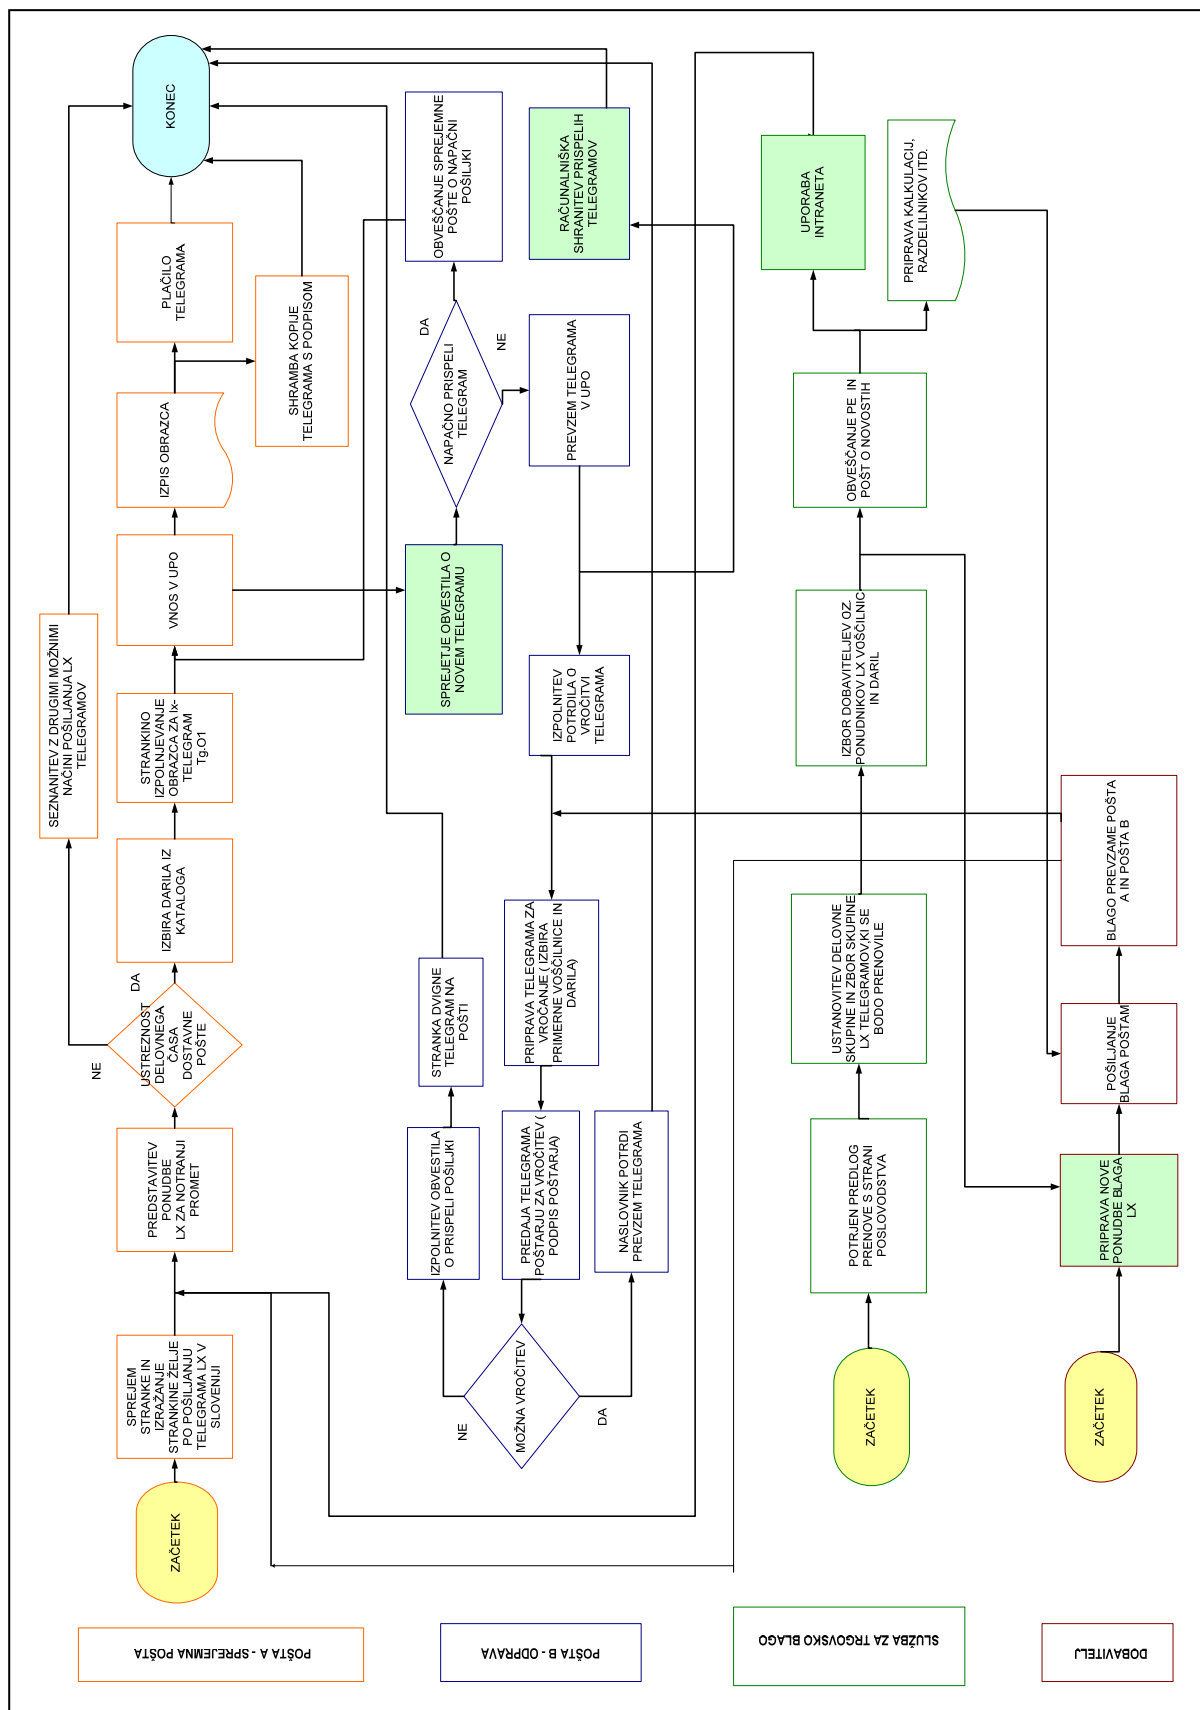 POŠTA A - SPREJEMNA POŠTA
ZAČETEK
SPREJEM
STRANKE IN
IZRAŽANJE
STRANKINE ŽELJE
PO POŠILJANJU
TELEGRAMA LX V
SLOVENIJI
PREDSTAVITEV
PONUDBE
LX ZA NOTRANJI
PROMET
USTREZNOST
DELOVNEGA
ČASA
DOSTAVNE
POŠTE
NE
DA
SEZNANITEV Z DRUGIMI MOŽNIMI
NAČINI POŠILJANJA LX
TELEGRAMOV
IZBIRA DARILA IZ
KATALOGA
STRANKINO
IZPOLNJEVANJE
OBRAZCA ZA lx-
TELEGRAM
Tg.O1
VNOS V UPO
IZPIS OBRAZCA
PLAČILO
TELEGRAMA
SHRAMBA KOPIJE
TELEGRAMA S PODPISOM
KONEC
POŠTA B - ODPRAVA
SPREJETJE OBVESTILA O
NOVEM TELEGRAMU
NAPAČNO PRISPELI
TELEGRAM
DA
NE
OBVEŠČANJE SPREJEMNE
POŠTE O NAPAČNI
POŠILJKI
PREVZEM TELEGRAMA
V UPO
RAČUNALNIŠKA
SHRANITEV PRISPELIH
TELEGRAMOV
IZPOLNITEV
POTRDILA O
VROČITVI
TELEGRAMA
PRIPRAVA TELEGRAMA ZA
VROČANJE ( IZBIRA
PRIMERNE VOŠČILNICE IN
DARILA)
PREDAJA TELEGRAMA
POŠTARJU ZA VROČITEV (
PODPIS POŠTARJA)
MOŽNA VROČITEV
NE
DA
IZPOLNITEV OBVESTILA
O PRISPELI POŠILJKI
STRANKA DVIGNE
TELEGRAM NA
POŠTI
NASLOVNIK POTRDI
PREVZEM TELEGRAMA
SLUŽBA ZA TRGOVSKO BLAGO
ZAČETEK
POTRJEN PREDLOG
PRENOVE S STRANI
POSLOVODSTVA
USTANOVITEV DELOVNE
SKUPINE IN ZBOR SKUPINE
LX TELEGRAMOV,KI SE
BODO PRENOVILE
IZBOR DOBAVITELJEV OZ.
PONUDNIKOV LX VOŠČILNIC
IN DARIL
OBVEŠČANJE PE IN
POŠT O NOVOSTIH
UPORABA
INTRANETA
PRIPRAVA KALKULACIJ,
RAZDELILNIKOV ITD.
DOBAVITELJ
ZAČETEK
PRIPRAVA NOVE
PONUDBE BLAGA
LX
POŠILJANJE
BLAGA POŠTAM
BLAGO PREVZAME POŠTA
A IN POŠTA B